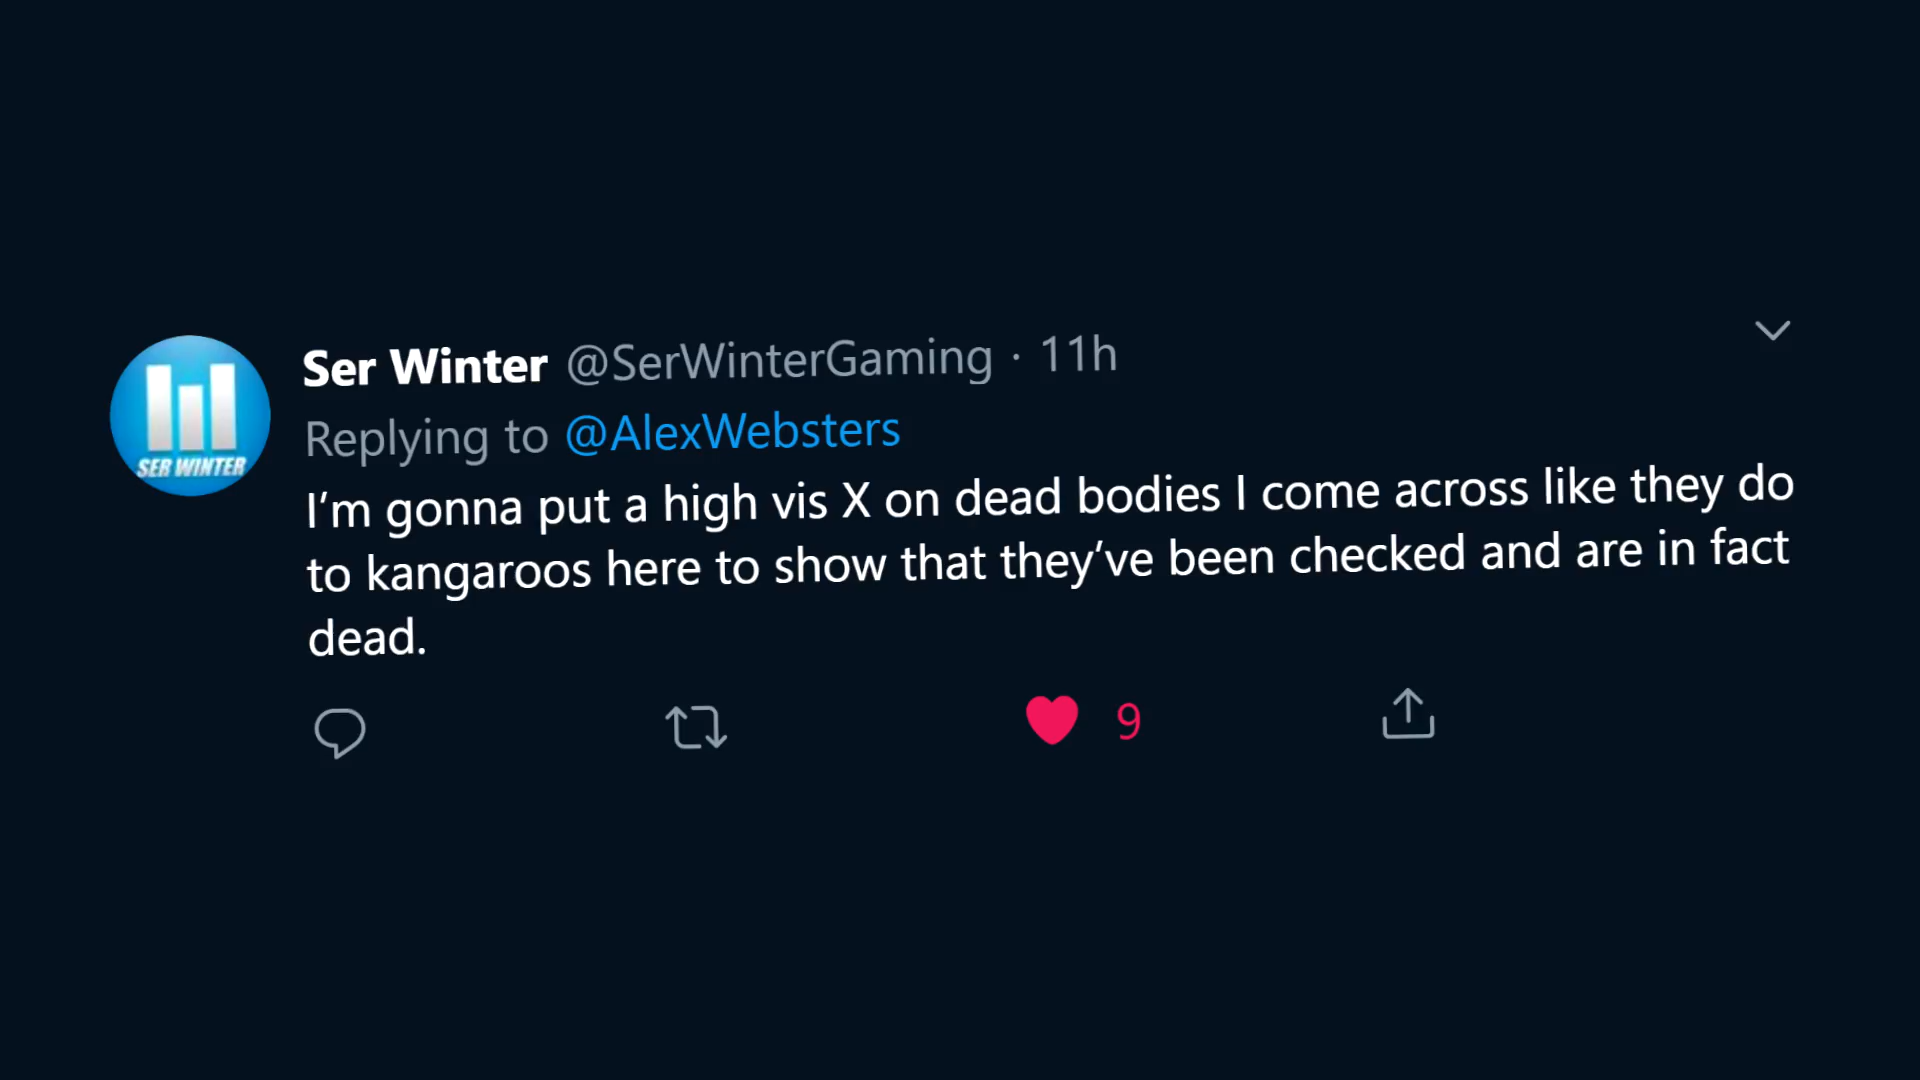 SER WINTER
Ser Winter @SerWinterGaming · 11h
Replying to @AlexWebsters
I’m gonna put a high vis X on dead bodies I come across like they do
to kangaroos here to show that they’ve been checked and are in fact
dead.
9